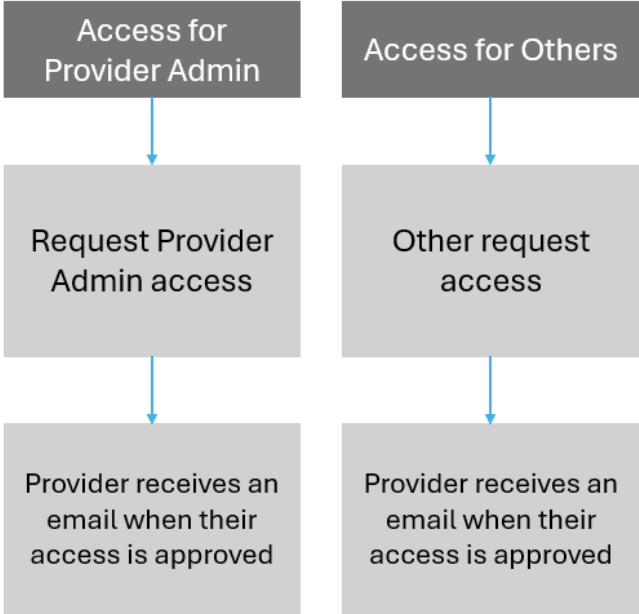 Access for
Provider Admin
Request Provider
Admin access
Provider receives an
email when their
access is approved
Access for Others
Other request
access
Provider receives an
email when their
access is approved